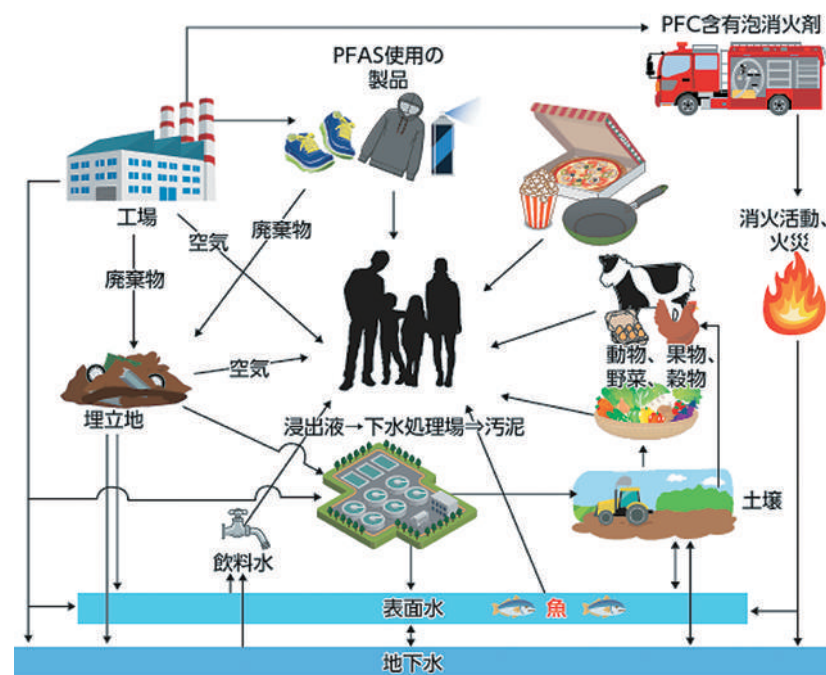 PFC含有泡消火剤
PFAS使用の
製品
工場
空気
廃棄物
廃棄物
消火活動、
火災
動物、果物、
野菜、穀物
空気
埋立地
浸出液→下水処理場⇒汚泥
土壌
飲料水
表面水
魚
地下水